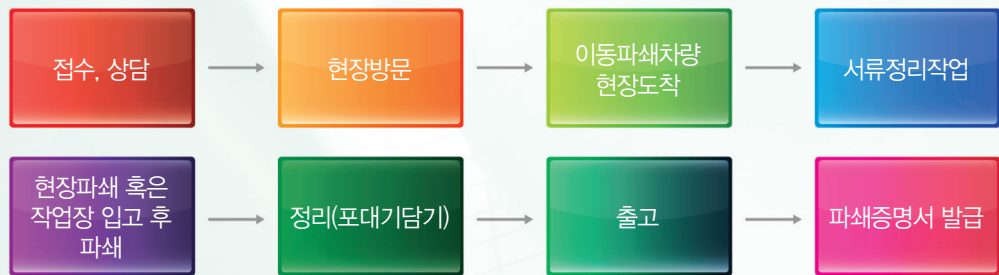 접수, 상담
현장방문
이동파쇄차량
현장도착
서류정리작업
현장파쇄 혹은
작업장 입고 후
파쇄
정리(포대기담기)
출고
파쇄증명서 발급